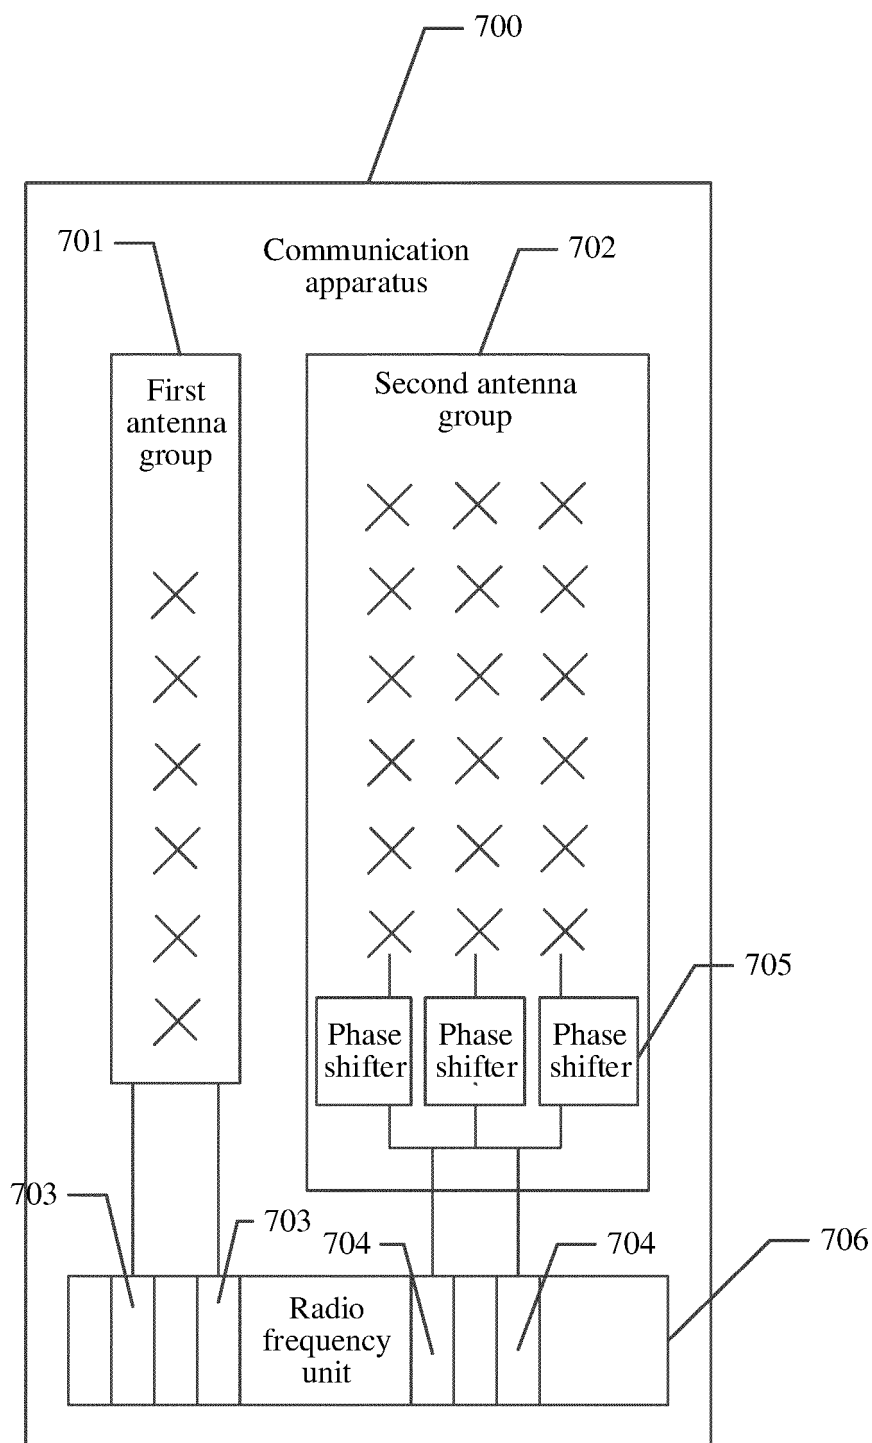 700
701
Communication
apparatus
702
First
antenna
group
Second antenna
group
705
Phase
shifter
Phase
shifter
Phase
shifter
703
703
704
704
706
Radio
frequency
unit